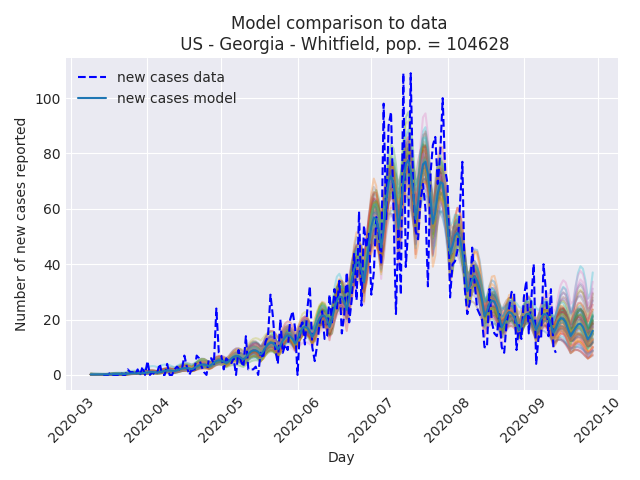 Model comparison to data
US - Georgia - Whitfield, pop. = 104628
new cases data
new cases model
Number of new cases reported
100
80
60
40
20
0
2020-03
2020-04
2020-05
2020-06
2020-07
2020-08
2020-09
2020-10
Day